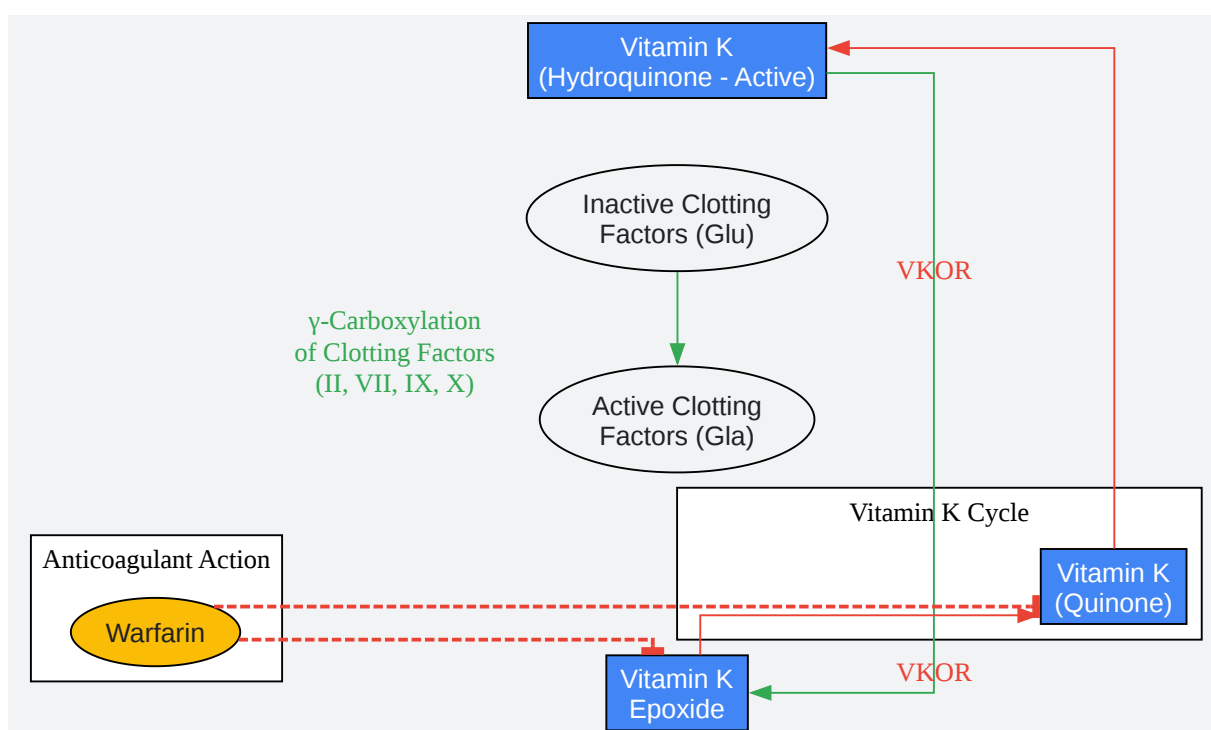 Vitamin K
(Hydroquinone - Active)
Inactive Clotting
Factors (Glu)
VKOR
γ-Carboxylation
of Clotting Factors
(II, VII, IX, X)
Active Clotting
Factors (Gla)
Vitamin K Cycle
Anticoagulant Action
Vitamin K
(Quinone)
Warfarin
Vitamin K
Epoxide
VKOR